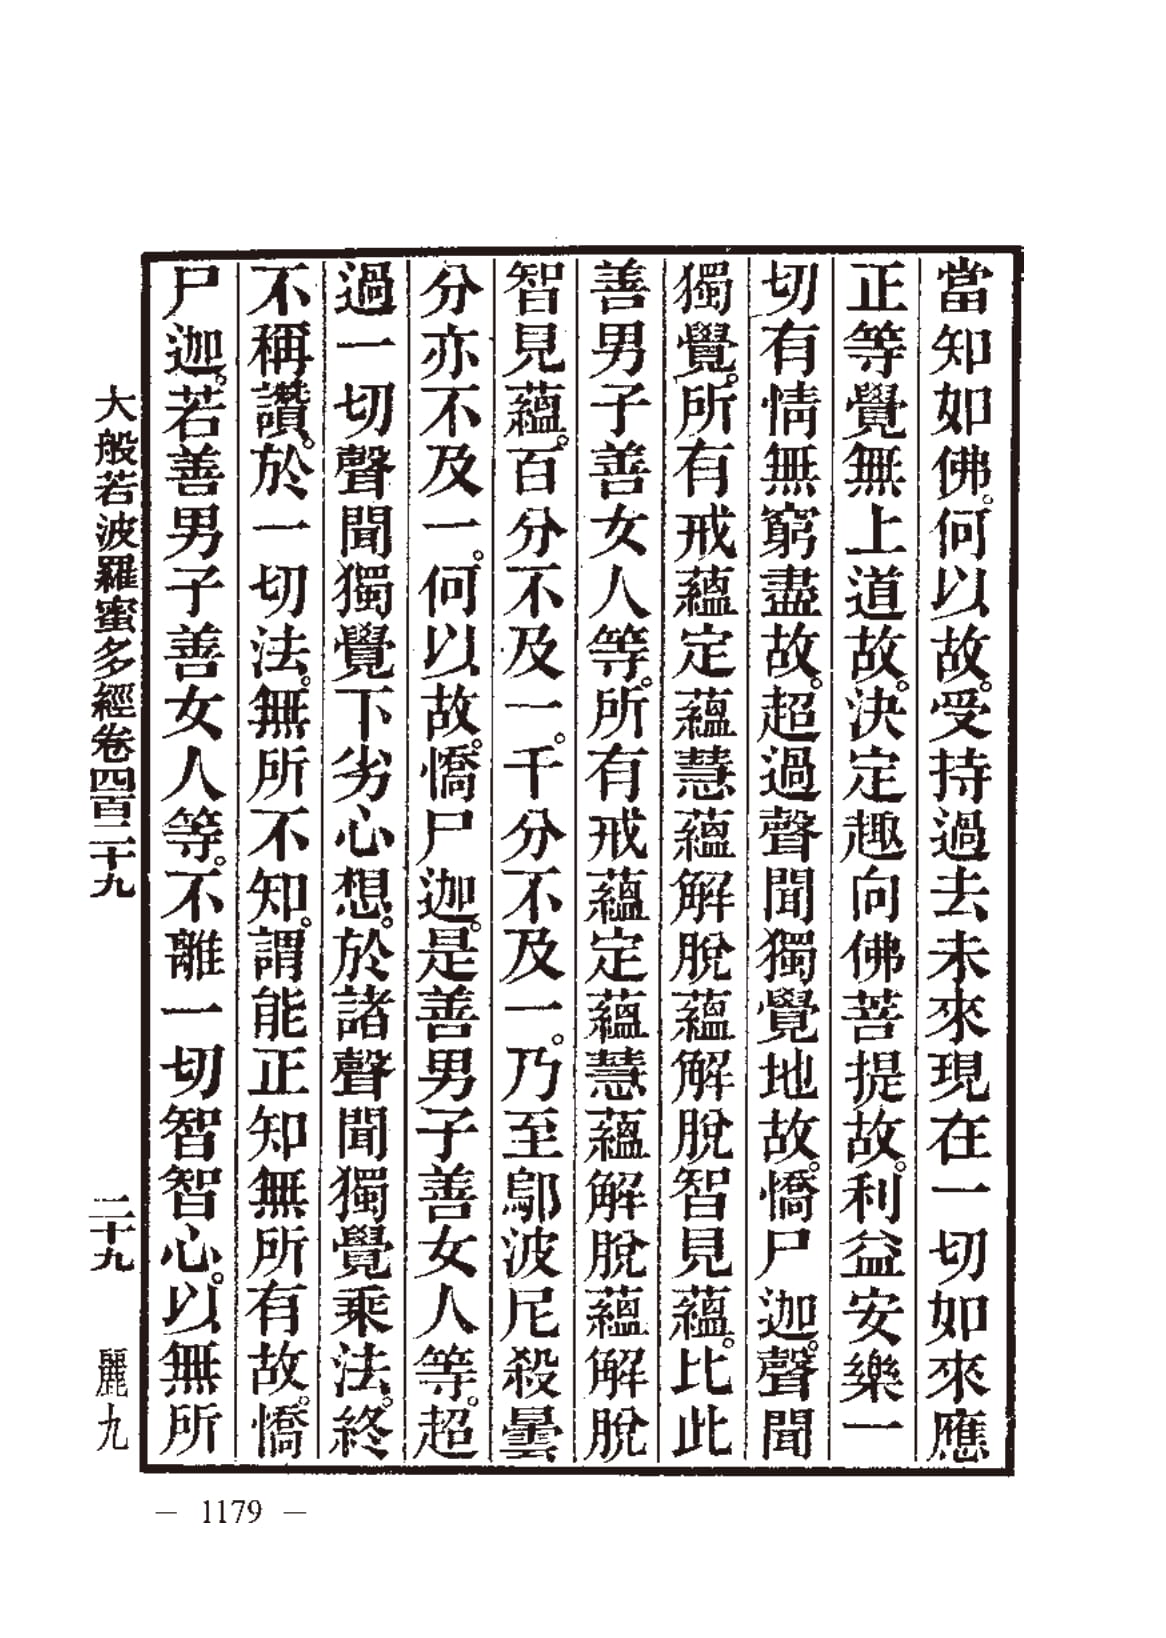 當知如佛。何以故。受持過去未來現在一切如來應
正等覺無上道故。決定趣向佛菩提故。利益安樂一
切有情無窮盡故。超過聲聞獨覺地故。憍尸迦。聲聞
獨覺。所有戒蘊定蘊慧蘊解脫蘊解脫智見蘊。比此
善男子善女人等。所有戒蘊定蘊慧蘊解脫蘊解脫
智見蘊。百分不及一。千分不及一。乃至鄔波尼殺曇
分亦不及一。何以故。憍尸迦。是善男子善女人等。超
過一切聲聞獨覺下劣心想。於諸聲聞獨覺乘法。終
不稱讚。於一切法。無所不知。謂能正知無所有故。憍
尸迦。若善男子善女人等。不離一切智智心。以無所
大般若波羅蜜多經卷四百二十九 二十九 麗九
— 1179 —